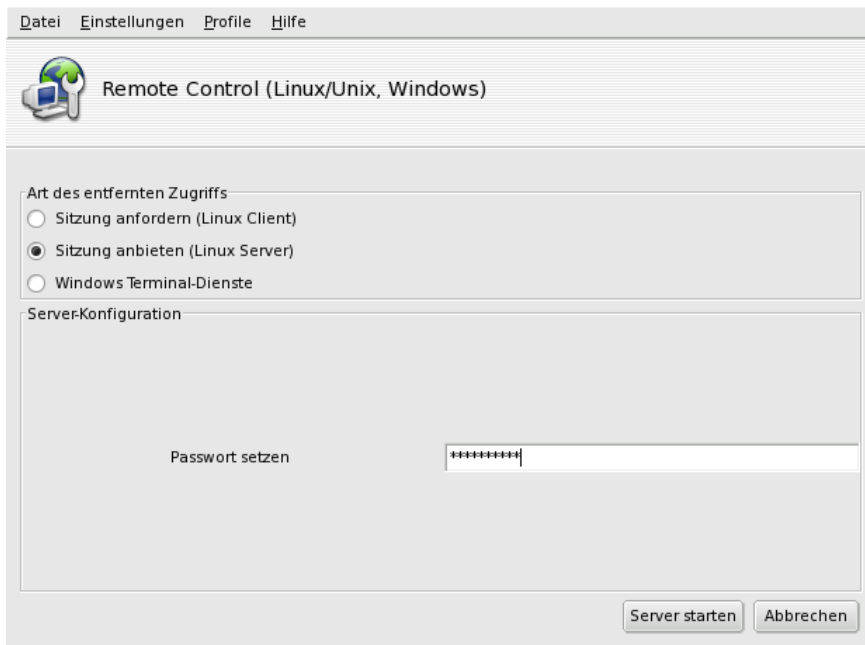 Datei Einstellungen Profile Hilfe
Remote Control (Linux/Unix, Windows)
Art des entfernten Zugriffs
Sitzung anfordern (Linux Client)
Sitzung anbieten (Linux Server)
Windows Terminal-Dienste
Server-Konfiguration
Passwort setzen **********
Server starten Abbrechen